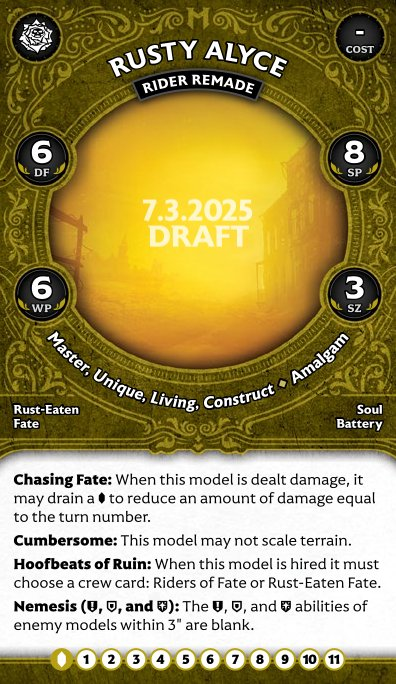 -
COST
RUSTY ALYCE
RIDER REMADE
6
DF
8
SP
7.3.2025
DRAFT
6
WP
3
SZ
Master, Unique, Living, Construct ◆ Amalgam
Rust-Eaten
Fate
Soul
Battery
Chasing Fate: When this model is dealt damage, it
may drain a to reduce an amount of damage equal
to the turn number.
Cumbersome: This model may not scale terrain.
Hoofbeats of Ruin: When this model is hired it must
choose a crew card: Riders of Fate or Rust-Eaten Fate.
Nemesis (, , and ): The , , and abilities of
enemy models within 3" are blank.
1 2 3 4 5 6 7 8 9 10 11